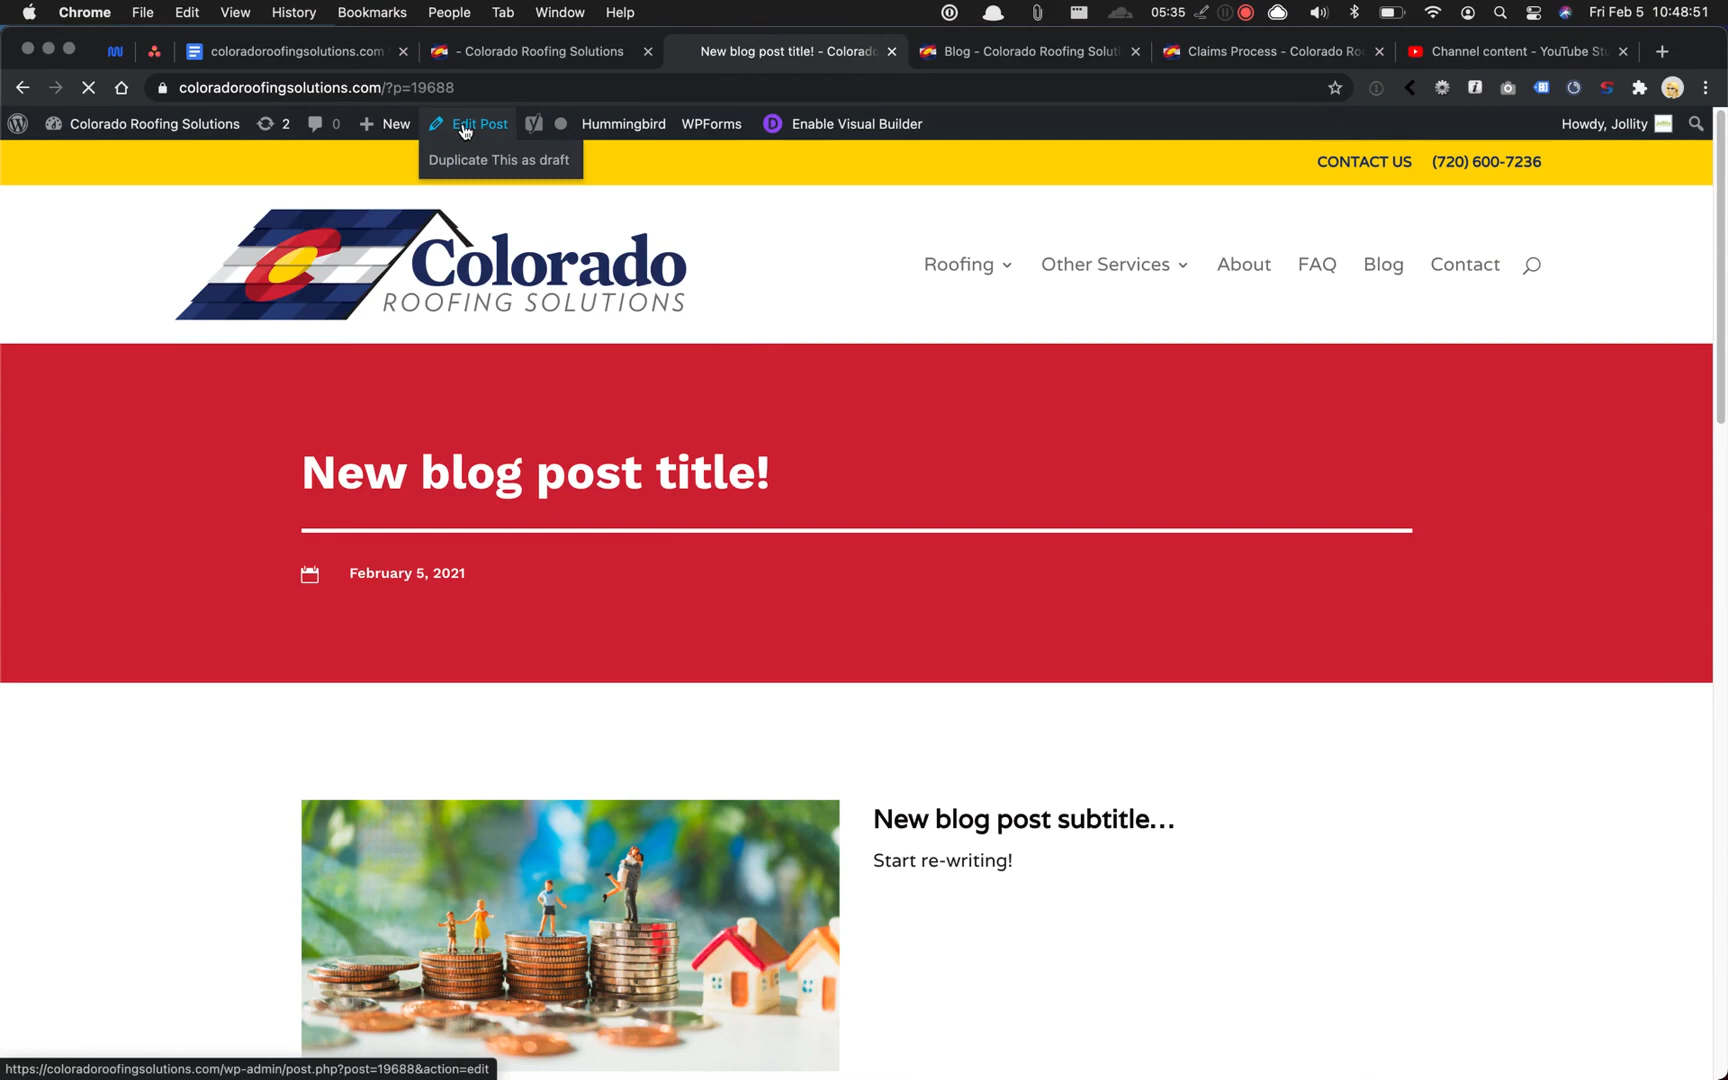 Chrome File Edit View History Bookmarks People Tab Window Help 05:35 Fri Feb 5 10:48:51
coloradoroofingsolutions.com - Colorado Roofing Solutions New blog post title! - Colorado Blog - Colorado Roofing Soluti Claims Process - Colorado Roo Channel content - YouTube Stu
coloradoroofingsolutions.com/?p=19688
Colorado Roofing Solutions 2 0 New Edit Post Hummingbird WPForms Enable Visual Builder Howdy, Jollity
Duplicate This as draft
CONTACT US (720) 600-7236
Colorado
ROOFING SOLUTIONS
Roofing Other Services About FAQ Blog Contact
New blog post title!
February 5, 2021
New blog post subtitle...
Start re-writing!
https://coloradoroofingsolutions.com/wp-admin/post.php?post=19688&action=edit